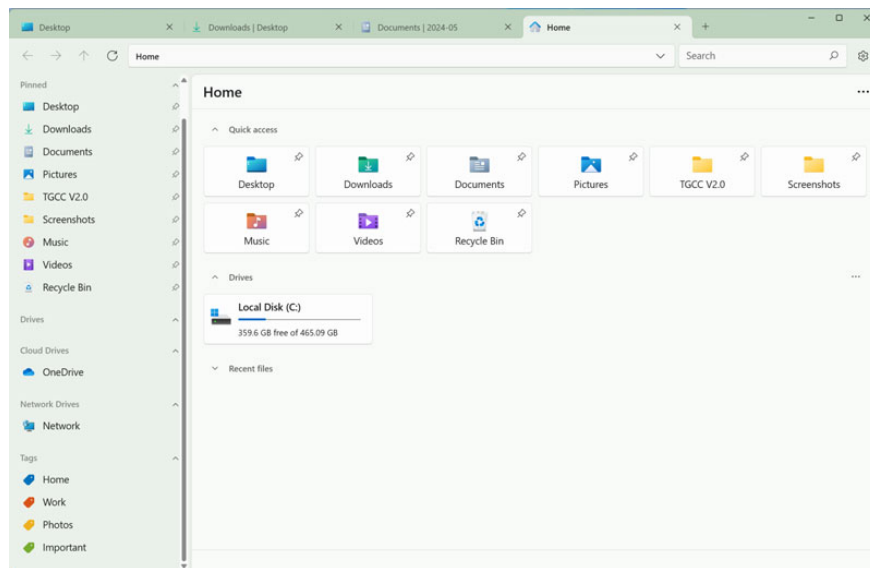 Desktop
Downloads | Desktop
Documents | 2024-05
Home
Home
Search
Pinned
Desktop
Downloads
Documents
Pictures
TGCC V2.0
Screenshots
Music
Videos
Recycle Bin
Drives
Cloud Drives
OneDrive
Network Drives
Network
Tags
Home
Work
Photos
Important
Home
Quick access
Desktop
Downloads
Documents
Pictures
TGCC V2.0
Screenshots
Music
Videos
Recycle Bin
Drives
Local Disk (C:)
359.6 GB free of 465.09 GB
Recent files